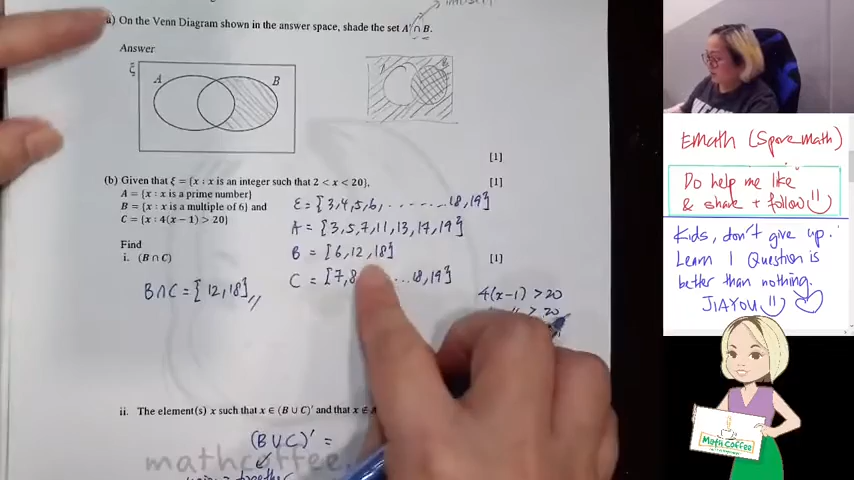 a) On the Venn Diagram shown in the answer space, shade the set A' ∩ B.
Answer
ξ
A
B
A
B
[1]
(b) Given that ξ = {x : x is an integer such that 2 < x < 20},
[1]
A = {x : x is a prime number}
B = {x : x is a multiple of 6} and
C = {x : 4(x − 1) > 20}
ε = {3,4,5,6, ........ 18,19}
A = {3,5,7,11,13,17,19}
B = {6,12,18}
C = {7,8 ... 18,19}
Find
i. (B ∩ C)
[1]
B∩C = {12,18}
4(x−1) > 20
> 20
ii. The element(s) x such that x ∈ (B ∪ C)' and that x ∉
(B∪C)' =
mathcoffee.
Emath (Spore math)
Do help me like
& share + follow
Kids, don't give up.
Learn 1 Question is
better than nothing.
JIAYOU
Math Coffee